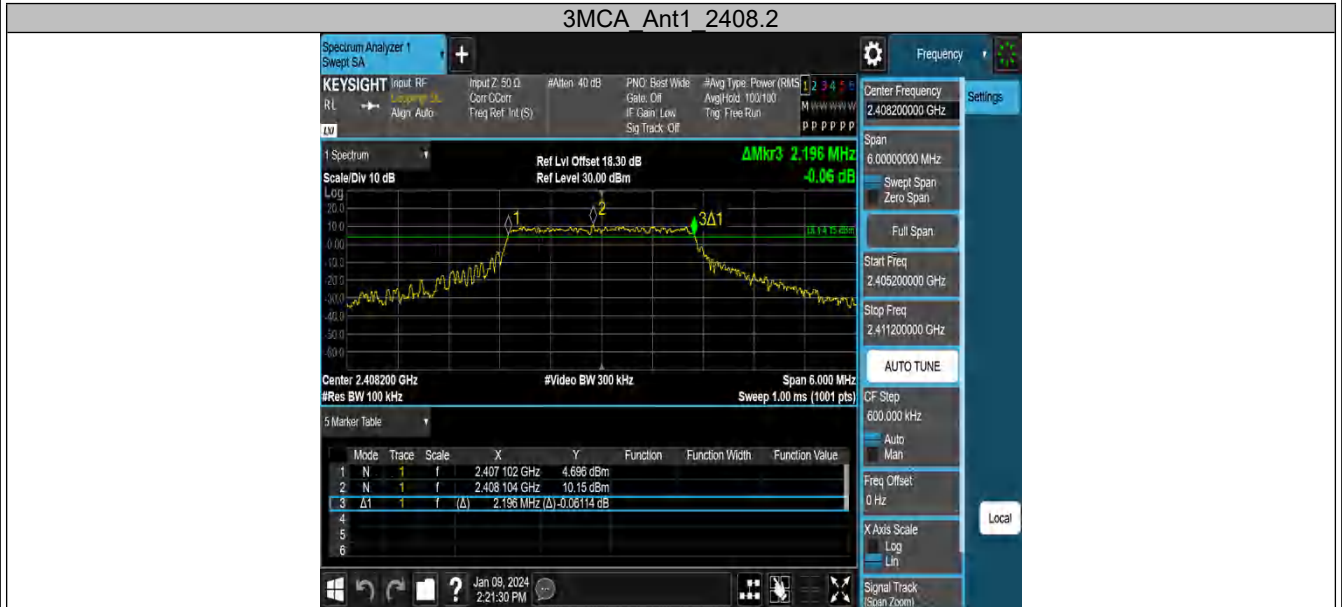 3MCA_Ant1_2408.2
Spectrum Analyzer 1
Swept SA
+
Frequency
KEYSIGHT Input: RF Input Z: 50 Ω #Atten: 40 dB PNO: Best Wide #Avg Type: Power (RMS 1 2 3 4 5 6
RL Corr CCorr Gate: Off Avg|Hold: 100/100 M W W W W W
Align: Auto Freq Ref: Int (S) IF Gain: Low Trig: Free Run
LXI Sig Track: Off P P P P P P
Center Frequency
2.408200000 GHz
Settings
Span
6.00000000 MHz
Swept Span
Zero Span
Full Span
Start Freq
2.405200000 GHz
Stop Freq
2.411200000 GHz
AUTO TUNE
CF Step
600.000 kHz
Auto
Man
Freq Offset
0 Hz
X Axis Scale
Log
Lin
Signal Track
(Span Zoom)
Local
1 Spectrum
Ref Lvl Offset 18.30 dB
ΔMkr3 2.196 MHz
Scale/Div 10 dB
Ref Level 30.00 dBm
-0.06 dB
Log
20.0
10.0
0.00
-10.0
-20.0
-30.0
-40.0
-50.0
-60.0
1
2
3Δ1
Center 2.408200 GHz #Video BW 300 kHz Span 6.000 MHz
#Res BW 100 kHz Sweep 1.00 ms (1001 pts)
5 Marker Table
Mode Trace Scale X Y Function Function Width Function Value
1 N 1 f 2.407 102 GHz 4.696 dBm
2 N 1 f 2.408 104 GHz 10.15 dBm
3 Δ1 1 f (Δ) 2.196 MHz (Δ) -0.06114 dB
4
5
6
?
Jan 09, 2024
2:21:30 PM